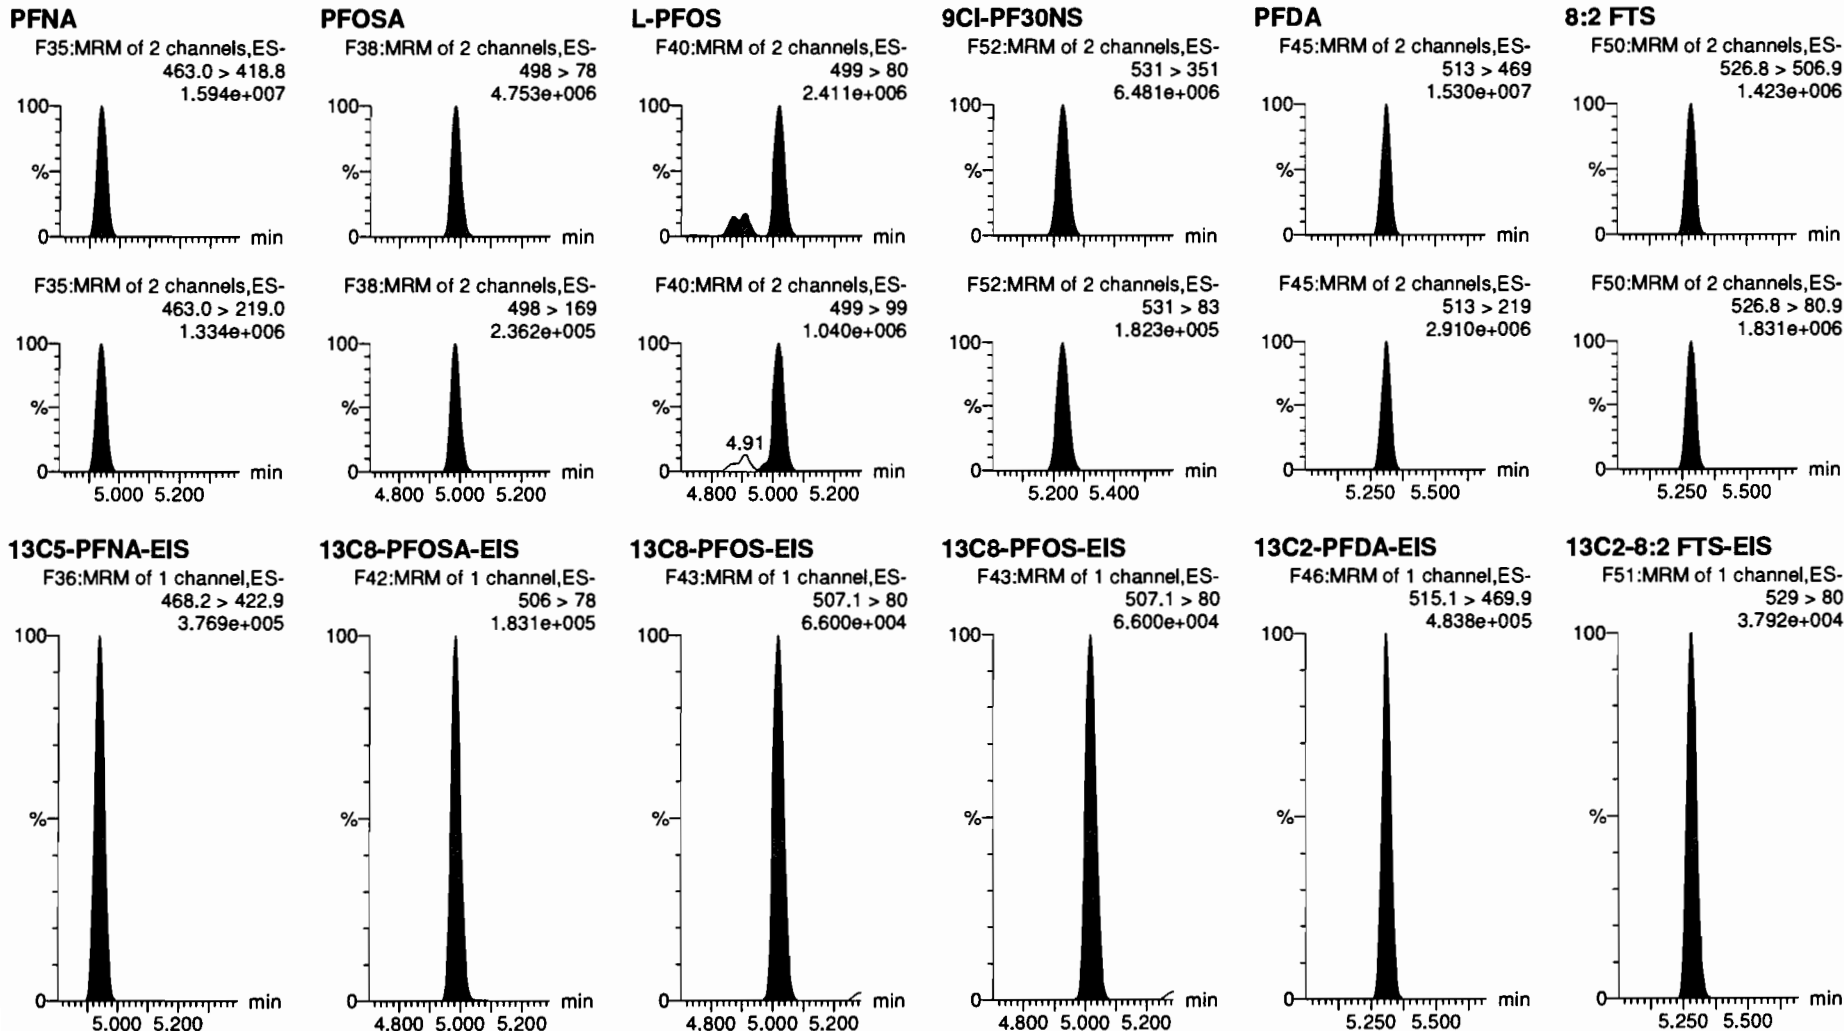 PFNA
F35:MRM of 2 channels,ES-
463.0 > 418.8
1.594e+007
100
%
0
min
F35:MRM of 2 channels,ES-
463.0 > 219.0
1.334e+006
100
%
0
min
5.000 5.200
PFOSA
F38:MRM of 2 channels,ES-
498 > 78
4.753e+006
100
%
0
min
F38:MRM of 2 channels,ES-
498 > 169
2.362e+005
100
%
0
min
4.800 5.000 5.200
L-PFOS
F40:MRM of 2 channels,ES-
499 > 80
2.411e+006
100
%
0
min
F40:MRM of 2 channels,ES-
499 > 99
1.040e+006
100
%
4.91
0
min
4.800 5.000 5.200
9Cl-PF30NS
F52:MRM of 2 channels,ES-
531 > 351
6.481e+006
100
%
0
min
F52:MRM of 2 channels,ES-
531 > 83
1.823e+005
100
%
0
min
5.200 5.400
PFDA
F45:MRM of 2 channels,ES-
513 > 469
1.530e+007
100
%
0
min
F45:MRM of 2 channels,ES-
513 > 219
2.910e+006
100
%
0
min
5.250 5.500
8:2 FTS
F50:MRM of 2 channels,ES-
526.8 > 506.9
1.423e+006
100
%
0
min
F50:MRM of 2 channels,ES-
526.8 > 80.9
1.831e+006
100
%
0
min
5.250 5.500
13C5-PFNA-EIS
F36:MRM of 1 channel,ES-
468.2 > 422.9
3.769e+005
100
%
0
min
5.000 5.200
13C8-PFOSA-EIS
F42:MRM of 1 channel,ES-
506 > 78
1.831e+005
100
%
0
min
4.800 5.000 5.200
13C8-PFOS-EIS
F43:MRM of 1 channel,ES-
507.1 > 80
6.600e+004
100
%
0
min
4.800 5.000 5.200
13C8-PFOS-EIS
F43:MRM of 1 channel,ES-
507.1 > 80
6.600e+004
100
%
0
min
4.800 5.000 5.200
13C2-PFDA-EIS
F46:MRM of 1 channel,ES-
515.1 > 469.9
4.838e+005
100
%
0
min
5.250 5.500
13C2-8:2 FTS-EIS
F51:MRM of 1 channel,ES-
529 > 80
3.792e+004
100
%
0
min
5.250 5.500